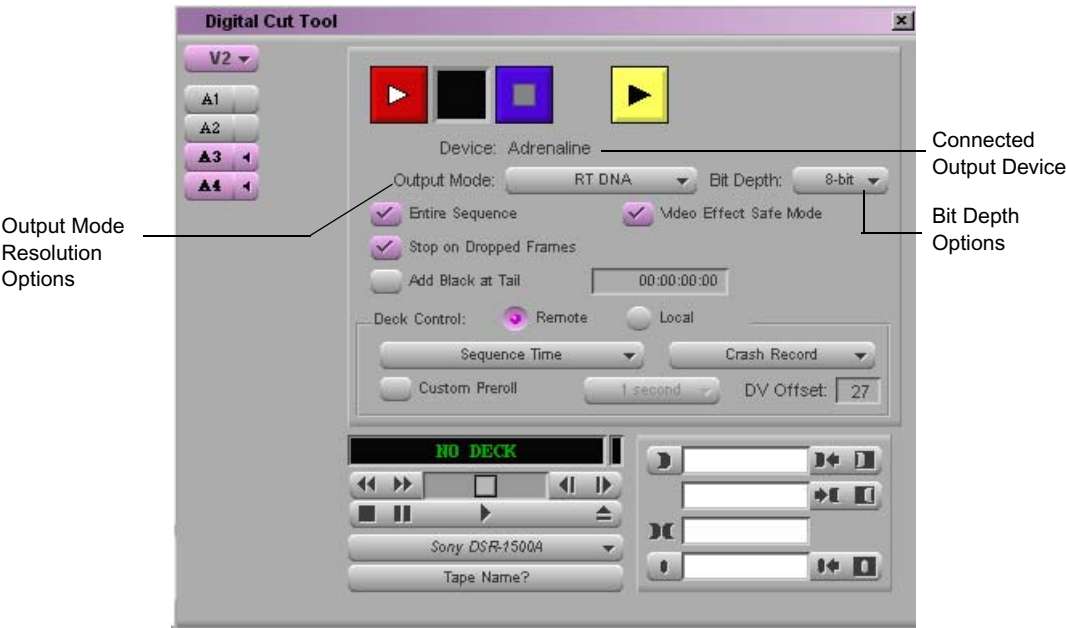 Digital Cut Tool
V2
A1
A2
A3
A4
Device: Adrenaline
Output Mode: RT DNA Bit Depth: 8-bit
Entire Sequence Video Effect Safe Mode
Stop on Dropped Frames
Add Black at Tail 00:00:00:00
Deck Control: Remote Local
Sequence Time Crash Record
Custom Preroll 1 second DV Offset: 27
NO DECK
Sony DSR-1500A
Tape Name?
Output Mode
Resolution
Options
Connected
Output Device
Bit Depth
Options